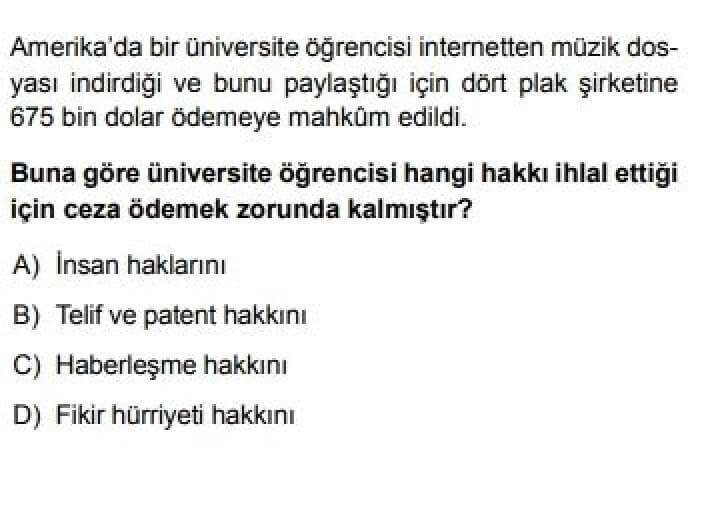 Amerika'da bir üniversite öğrencisi internetten müzik dos-
yası indirdiği ve bunu paylaştığı için dört plak şirketine
675 bin dolar ödemeye mahkûm edildi.
Buna göre üniversite öğrencisi hangi hakkı ihlal ettiği
için ceza ödemek zorunda kalmıştır?
A) İnsan haklarını
B) Telif ve patent hakkını
C) Haberleşme hakkını
D) Fikir hürriyeti hakkını